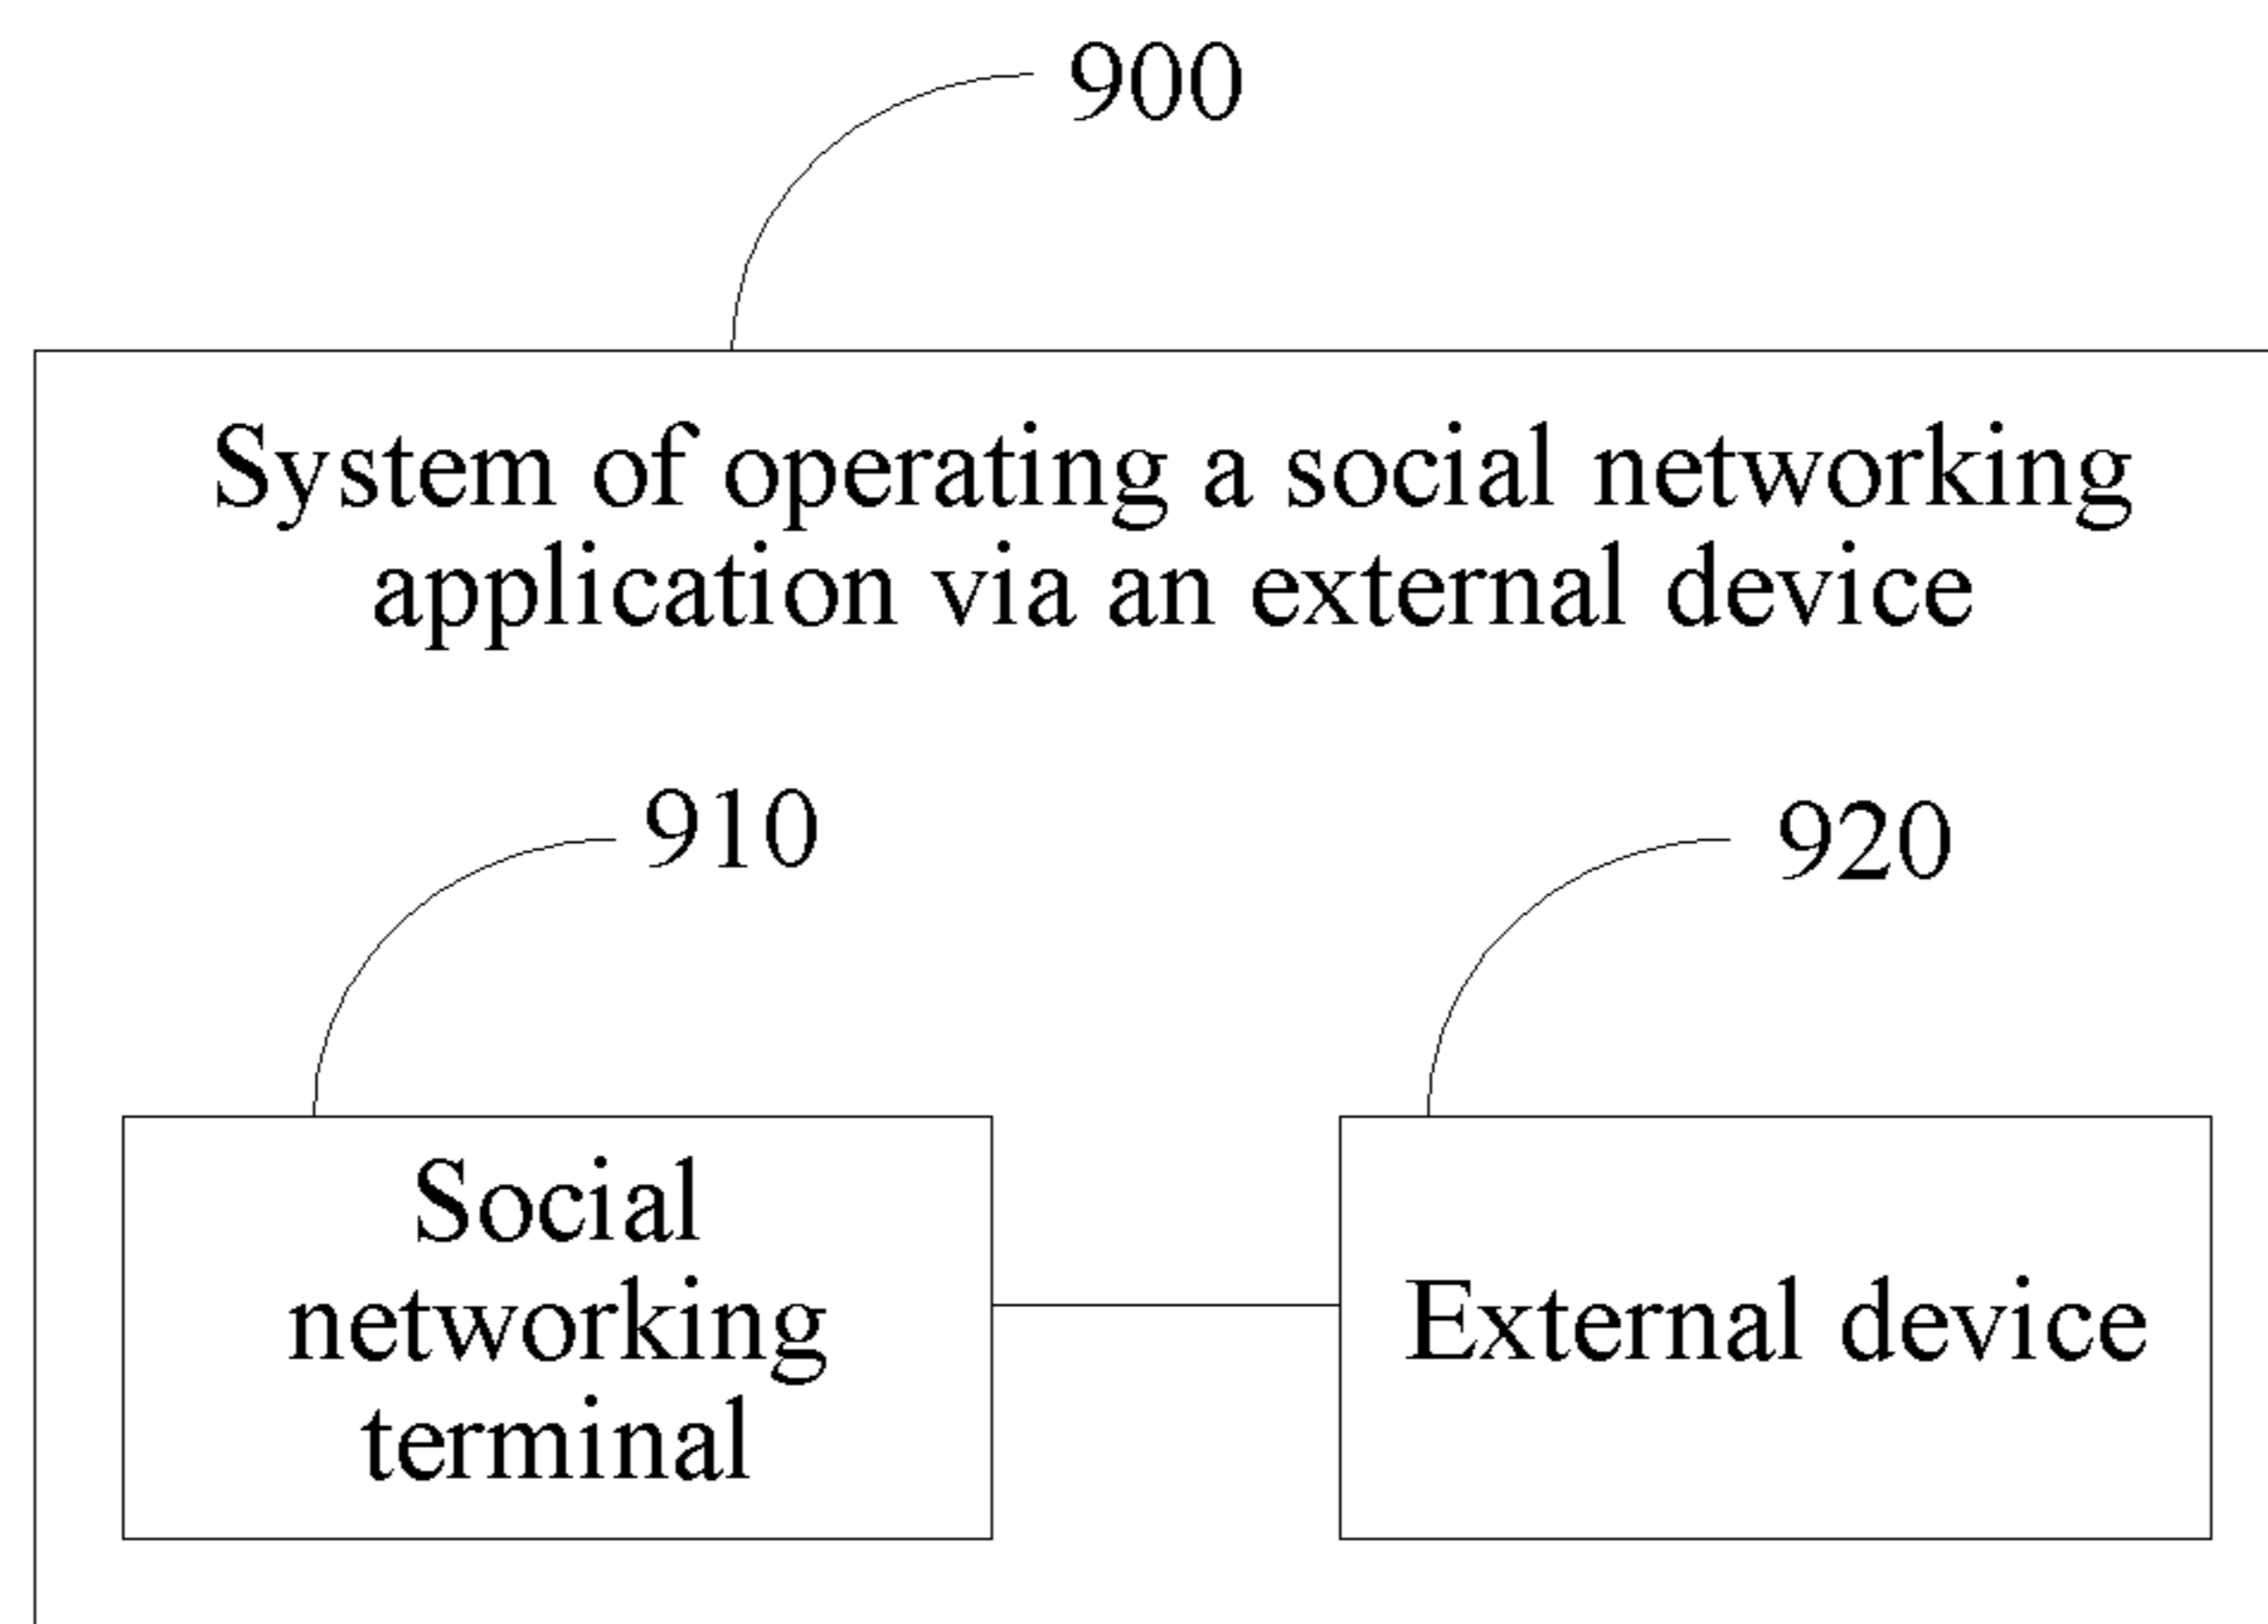 900
System of operating a social networking
application via an external device
910
920
Social
networking
terminal
External device